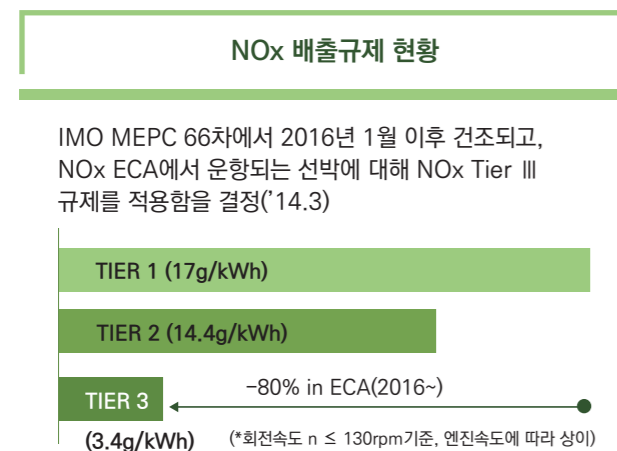 NOx 배출규제 현황
IMO MEPC 66차에서 2016년 1월 이후 건조되고,
NOx ECA에서 운항되는 선박에 대해 NOx Tier Ⅲ
규제를 적용함을 결정(’14.3)
TIER 1 (17g/kWh)
TIER 2 (14.4g/kWh)
TIER 3
(3.4g/kWh)
-80% in ECA(2016~)
(*회전속도 n ≤ 130rpm기준, 엔진속도에 따라 상이)